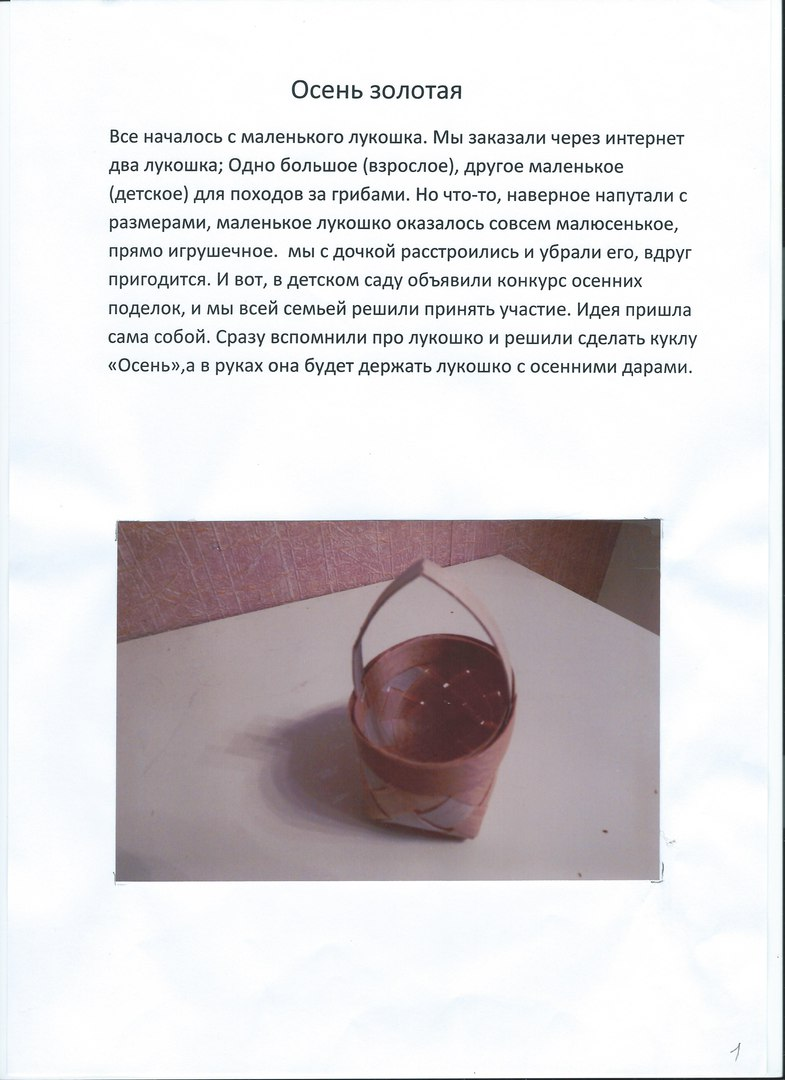 Осень золотая
Все началось с маленького лукошка. Мы заказали через интернет
два лукошка; Одно большое (взрослое), другое маленькое
(детское) для походов за грибами. Но что-то, наверное напутали с
размерами, маленькое лукошко оказалось совсем малюсенькое,
прямо игрушечное.  мы с дочкой расстроились и убрали его, вдруг
пригодится. И вот, в детском саду объявили конкурс осенних
поделок, и мы всей семьей решили принять участие. Идея пришла
сама собой. Сразу вспомнили про лукошко и решили сделать куклу
«Осень»,а в руках она будет держать лукошко с осенними дарами.
1